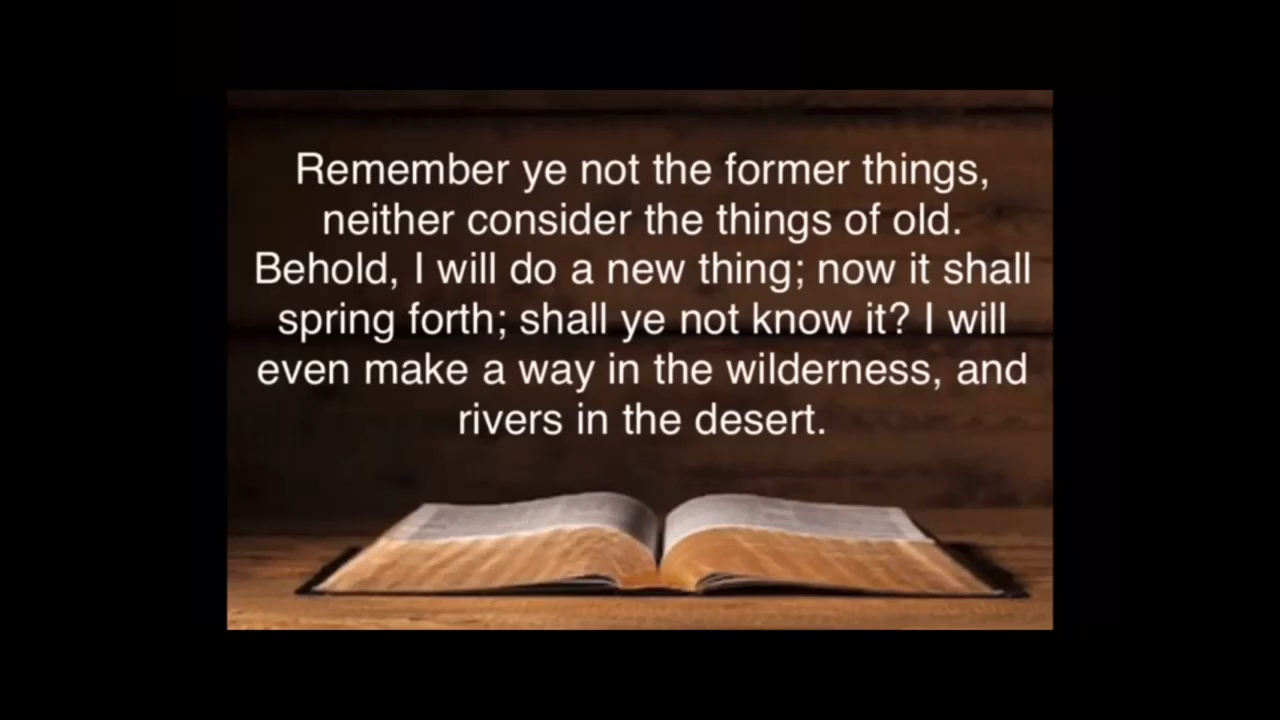 Remember ye not the former things,
neither consider the things of old.
Behold, I will do a new thing; now it shall
spring forth; shall ye not know it? I will
even make a way in the wilderness, and
rivers in the desert.